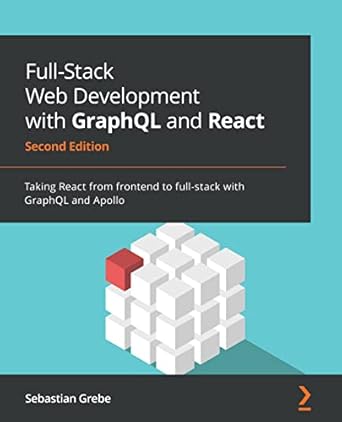 Full-Stack
Web Development
with GraphQL and React
Second Edition
Taking React from frontend to full-stack with
GraphQL and Apollo
Sebastian Grebe